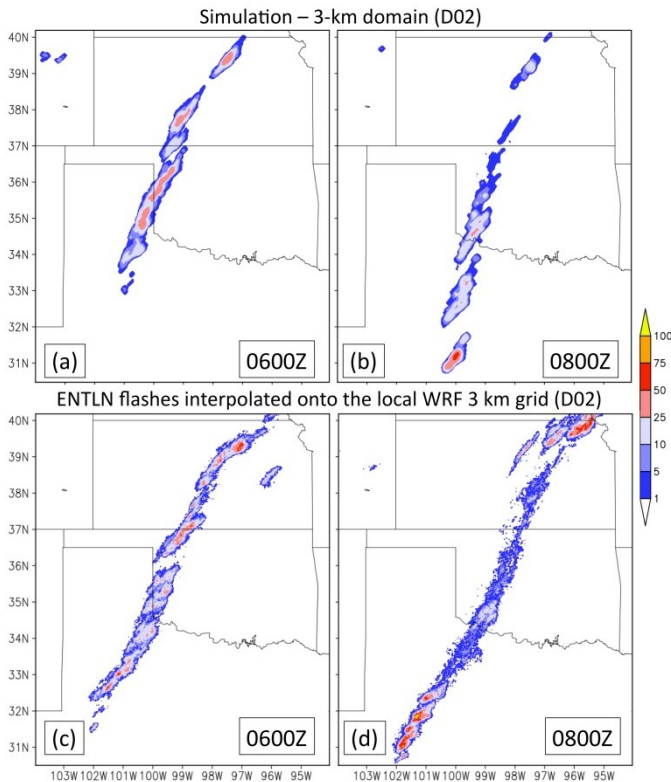 Simulation – 3-km domain (D02)
40N
39N
38N
37N
36N
35N
34N
33N
32N
31N
(a)
0600Z
(b)
0800Z
100
75
50
25
10
5
1
ENTLN flashes interpolated onto the local WRF 3 km grid (D02)
40N
39N
38N
37N
36N
35N
34N
33N
32N
31N
(c)
0600Z
(d)
0800Z
103W 102W 101W 100W 99W 98W 97W 96W 95W
103W 102W 101W 100W 99W 98W 97W 96W 95W